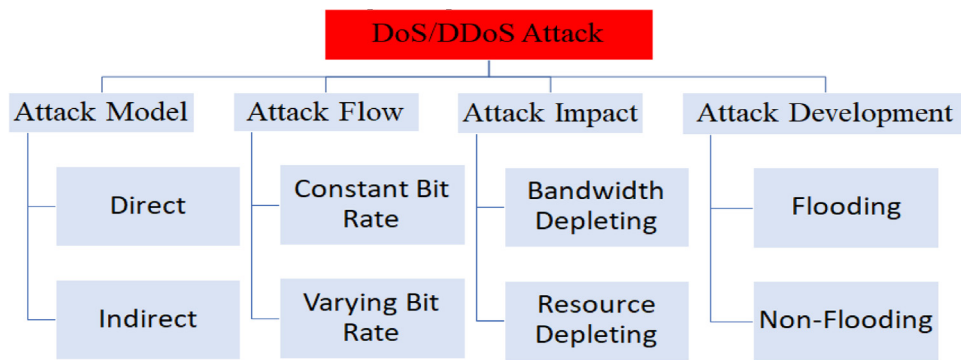 DoS/DDoS Attack
Attack Model
Attack Flow
Attack Impact
Attack Development
Direct
Constant Bit
Rate
Bandwidth
Depleting
Flooding
Indirect
Varying Bit
Rate
Resource
Depleting
Non-Flooding